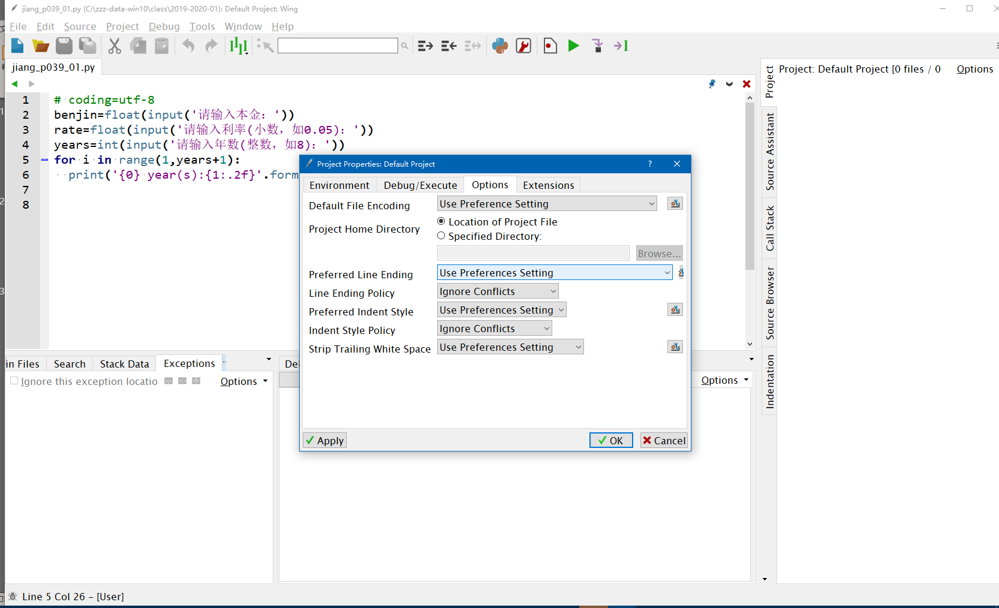 jiang_p039_01.py (C:\zzz-data-win10\class\2019-2020-01): Default Project: Wing
File Edit Source Project Debug Tools Window Help
jiang_p039_01.py
1 # coding=utf-8
2 benjin=float(input('请输入本金：'))
3 rate=float(input('请输入利率(小数，如0.05)：'))
4 years=int(input('请输入年数(整数，如8)：'))
5 for i in range(1,years+1):
6 print('{0} year(s):{1:.2f}'.form
7
8
Project Properties: Default Project
Environment Debug/Execute Options Extensions
Default File Encoding Use Preference Setting
Project Home Directory
Location of Project File
Specified Directory:
Browse...
Preferred Line Ending Use Preferences Setting
Line Ending Policy Ignore Conflicts
Preferred Indent Style Use Preferences Setting
Indent Style Policy Ignore Conflicts
Strip Trailing White Space Use Preferences Setting
Apply OK Cancel
in Files Search Stack Data Exceptions
Ignore this exception locatio Options
Options
Project: Default Project [0 files / 0 Options
Project
Source Assistant
Call Stack
Source Browser
Indentation
Line 5 Col 26 – [User]